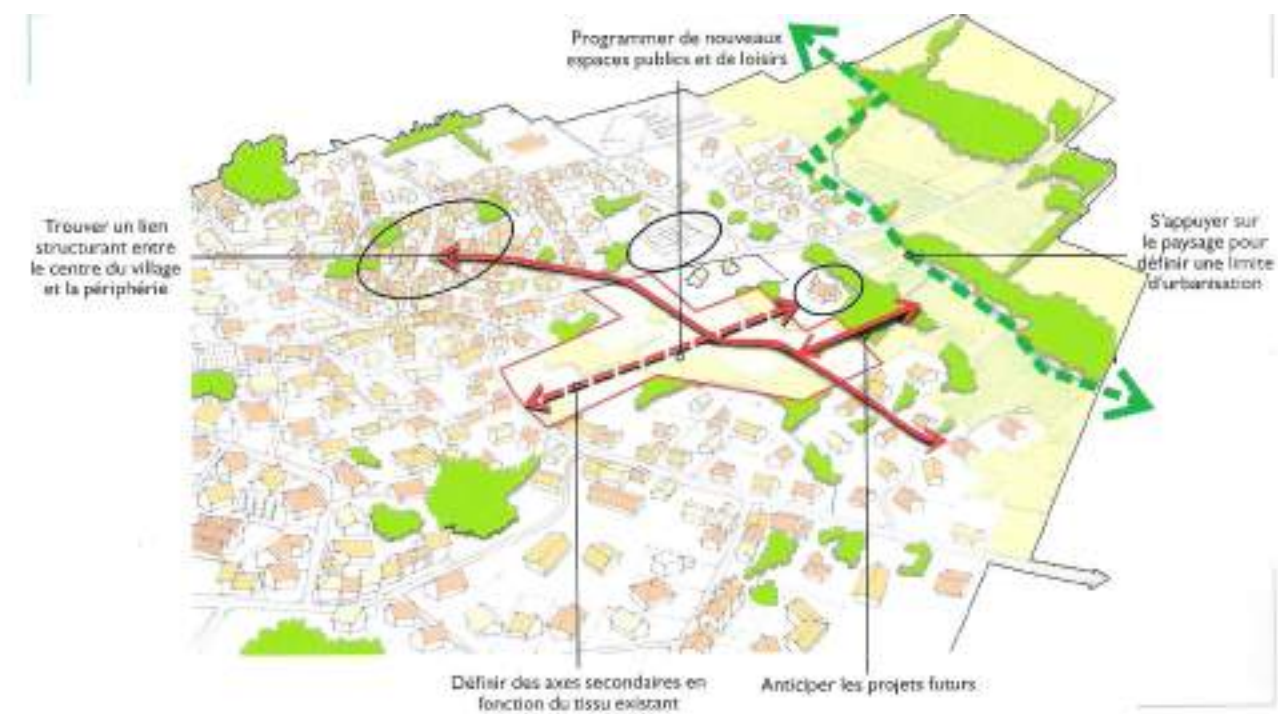 Programmer de nouveaux
espaces publics et de loisirs
Trouver un lien
structurant entre
le centre du village
et la périphérie
S'appuyer sur
le paysage pour
définir une limite
d'urbanisation
Définir des axes secondaires en
fonction du tissu existant
Anticiper les projets futurs